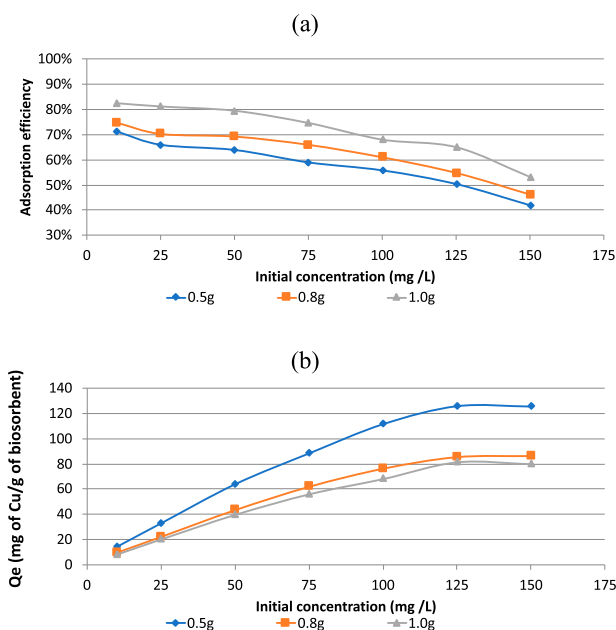 (a)
100%
90%
80%
70%
60%
50%
40%
30%
Adsorption efficiency
0 25 50 75 100 125 150 175
Initial concentration (mg /L)
0.5g 0.8g 1.0g
(b)
140
120
100
80
60
40
20
0
Qe (mg of Cu/g of biosorbent)
0 25 50 75 100 125 150 175
Initial concentration (mg /L)
0.5g 0.8g 1.0g